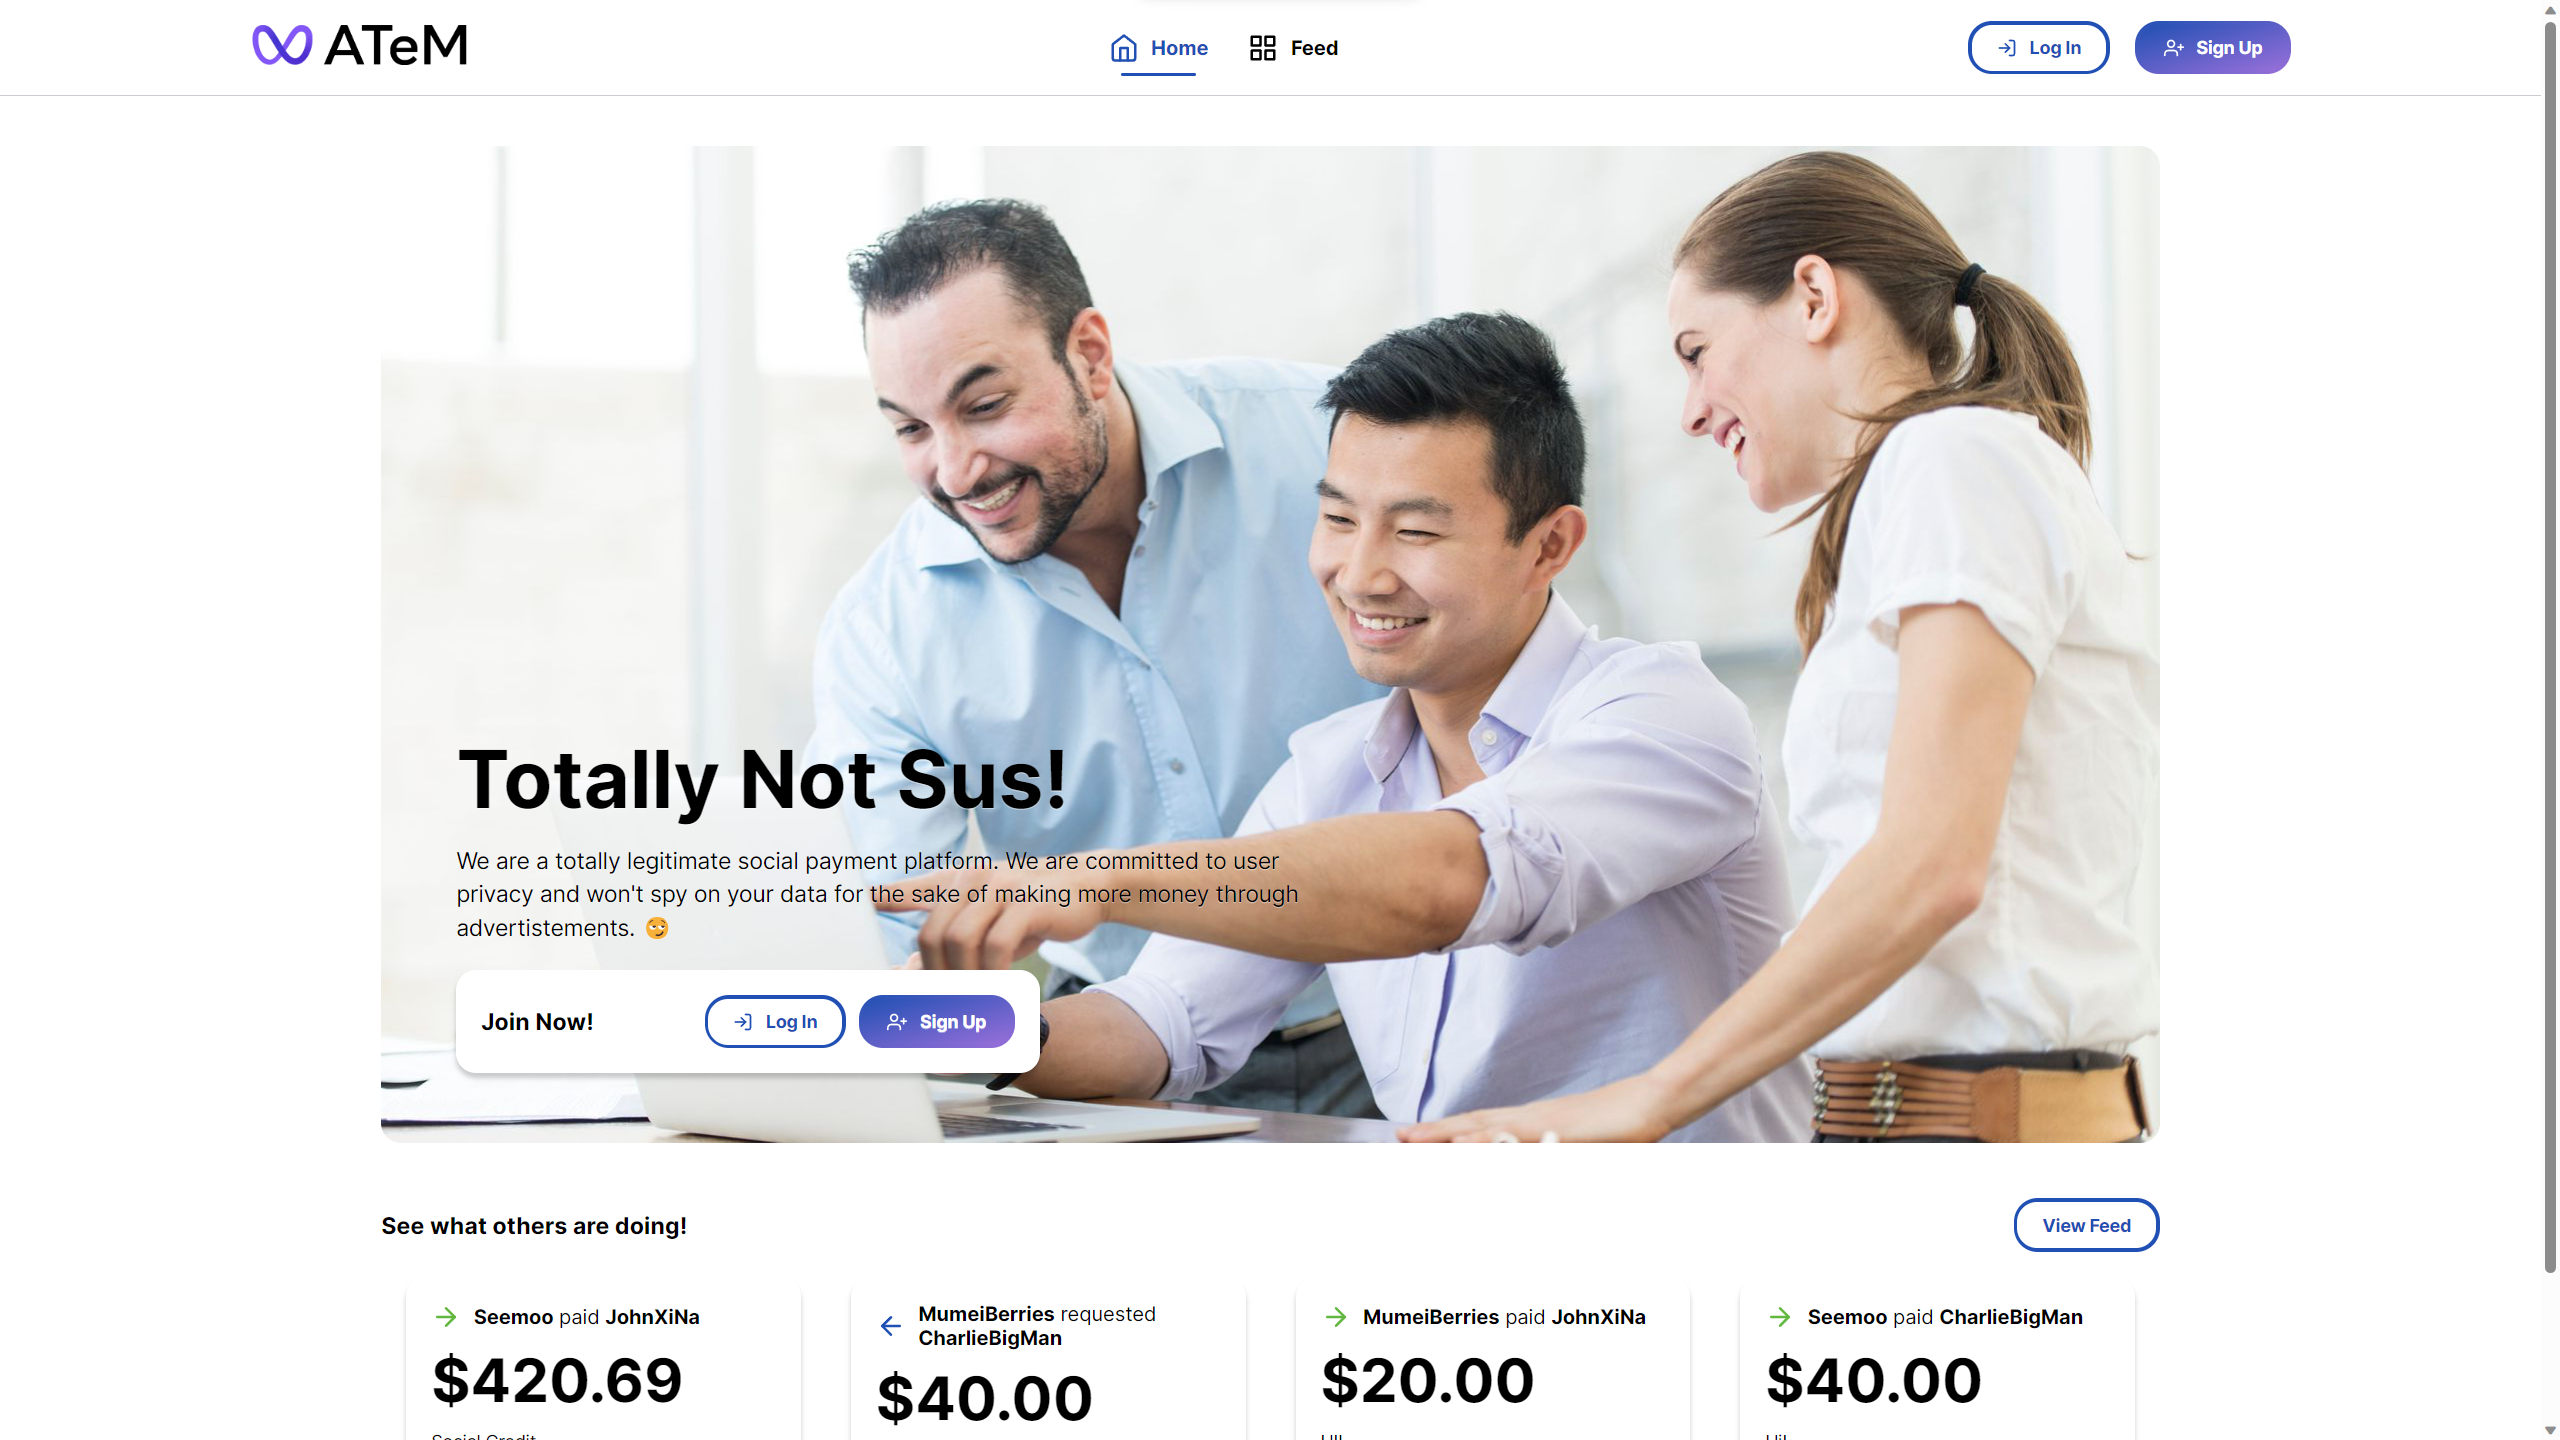 ATeM
Home
Feed
Log In
Sign Up
Totally Not Sus!
We are a totally legitimate social payment platform. We are committed to user
privacy and won't spy on your data for the sake of making more money through
advertistements. 😏
Join Now!
Log In
Sign Up
See what others are doing!
View Feed
Seemoo paid JohnXiNa
$420.69
Social Credit
MumeiBerries requested
CharlieBigMan
$40.00
MumeiBerries paid JohnXiNa
$20.00
Seemoo paid CharlieBigMan
$40.00